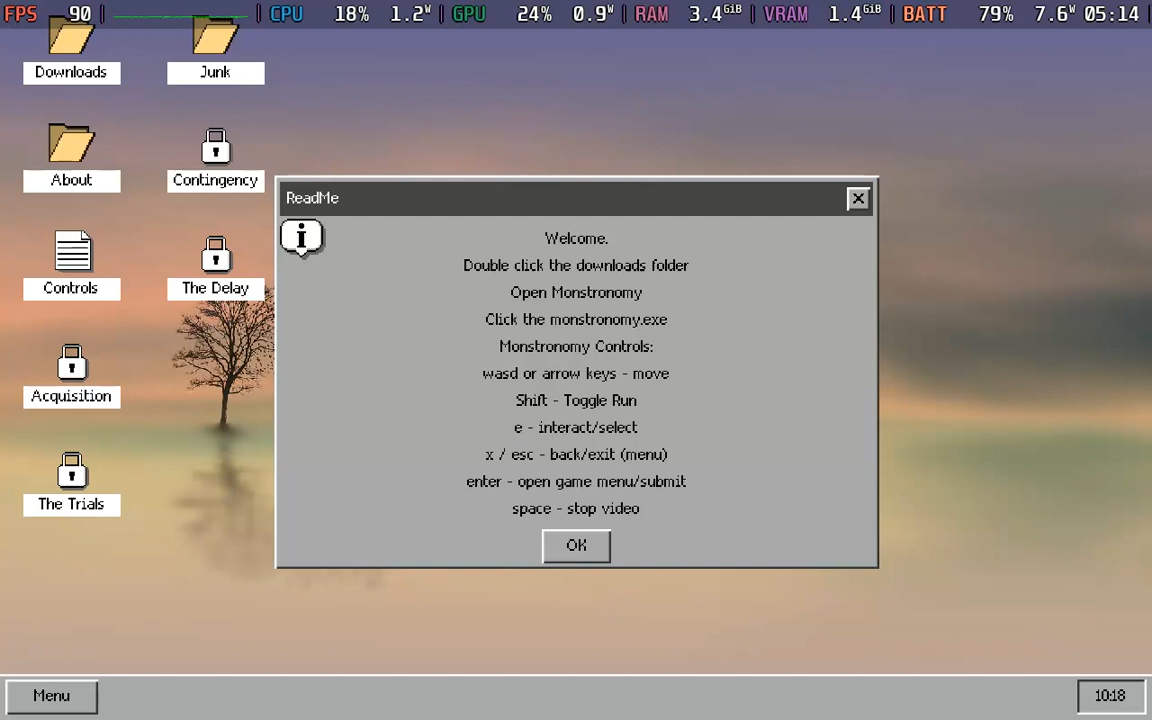 FPS 90 CPU 18% 1.2W GPU 24% 0.9W RAM 3.4GiB VRAM 1.4GiB BATT 79% 7.6W 05:14
Downloads
Junk
About
Contingency
Controls
The Delay
Acquisition
The Trials
ReadMe
Welcome.
Double click the downloads folder
Open Monstronomy
Click the monstronomy.exe
Monstronomy Controls:
wasd or arrow keys - move
Shift - Toggle Run
e - interact/select
x / esc - back/exit (menu)
enter - open game menu/submit
space - stop video
OK
Menu
10:18